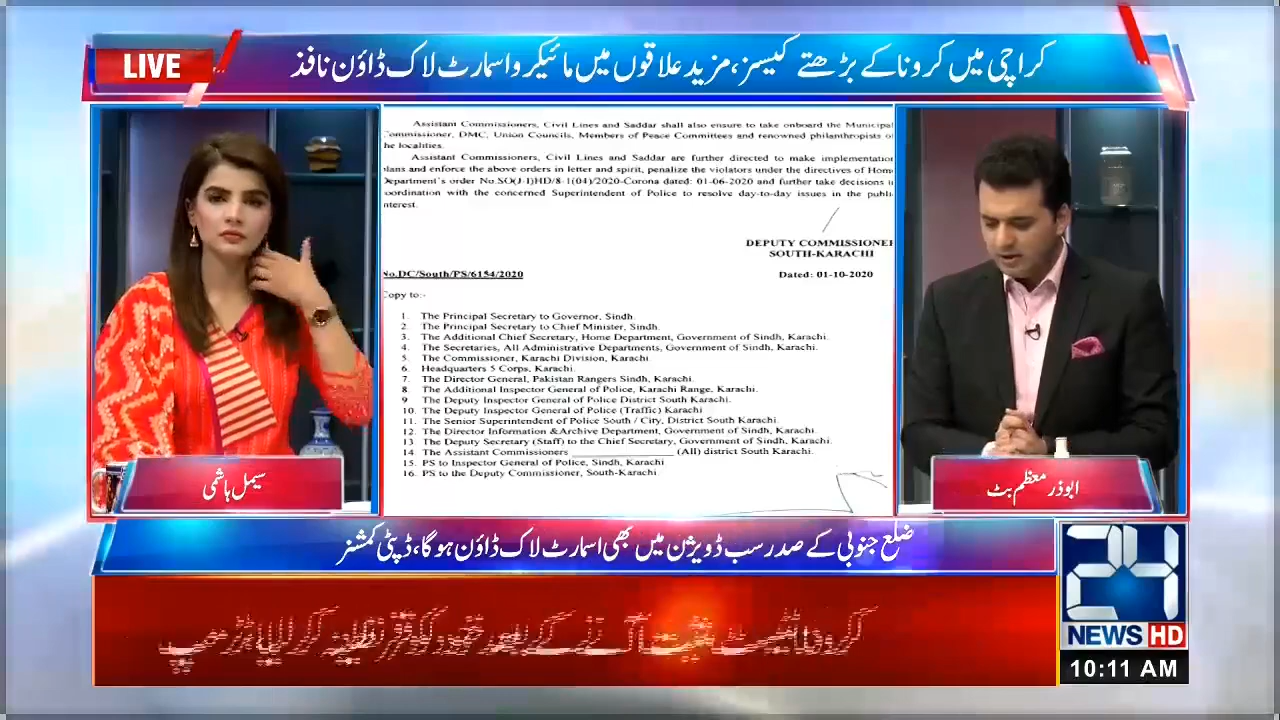 کراچی میں کرونا کے بڑھتے کیسز، مزید علاقوں میں مائیکرو اسمارٹ لاک ڈاؤن نافذ
LIVE
Assistant Commissioners, Civil Lines and Saddar shall also ensure to take onboard the Municipal
Commissioner, DMC, Union Councils, Members of Peace Committees and renowned philanthropists of
he localities.
Assistant Commissioners, Civil Lines and Saddar are further directed to make implementation
plans and enforce the above orders in letter and spirit, penalize the violators under the directives of Home
Department's order No.SO(J-I)HD/8-1(04)/2020-Corona dated: 01-06-2020 and further take decisions in
oordination with the concerned Superintendent of Police to resolve day-to-day issues in the publi
nterest.
DEPUTY COMMISSIONER
SOUTH-KARACHI
No.DC/South/PS/6154/2020
Dated: 01-10-2020
Copy to:-
1. The Principal Secretary to Governor, Sindh.
2. The Principal Secretary to Chief Minister, Sindh.
3. The Additional Chief Secretary, Home Department, Government of Sindh, Karachi.
4. The Secretaries, All Administrative Departments, Government of Sindh, Karachi.
5. The Commissioner, Karachi Division, Karachi.
6. Headquarters 5 Corps, Karachi.
7. The Director General, Pakistan Rangers Sindh, Karachi.
8. The Additional Inspector General of Police, Karachi Range, Karachi.
9 The Deputy Inspector General of Police District South Karachi.
10. The Deputy Inspector General of Police (Traffic) Karachi
11. The Senior Superintendent of Police South / City, District South Karachi.
12. The Director Information &Archive Department, Government of Sindh, Karachi.
13 The Deputy Secretary (Staff) to the Chief Secretary, Government of Sindh, Karachi.
14. The Assistant Commissioners ____________ (All) district South Karachi.
15. PS to Inspector General of Police, Sindh, Karachi
16. PS to the Deputy Commissioner, South-Karachi
سیمل ہاشمی
ابوذر معظم بٹ
ضلع جنوبی کے صدر سب ڈویژن میں بھی اسمارٹ لاک ڈاؤن ہوگا، ڈپٹی کمشنر
24
NEWS HD
10:11 AM